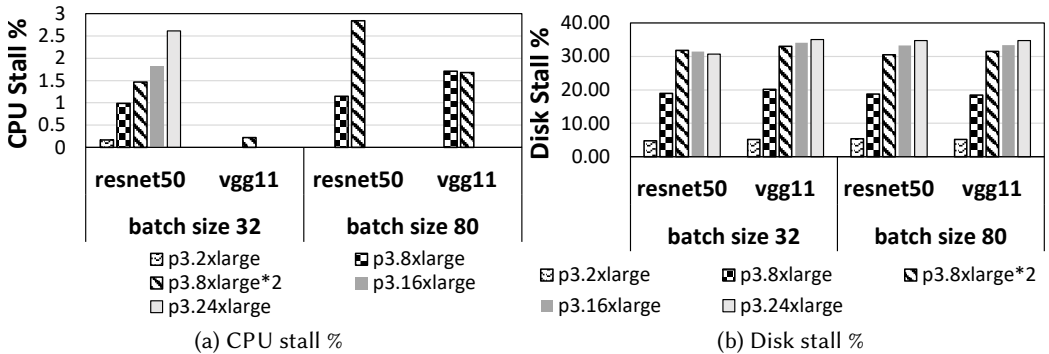 CPU Stall %
3
2.5
2
1.5
1
0.5
0
resnet50 vgg11 resnet50 vgg11
batch size 32 batch size 80
p3.2xlarge p3.8xlarge
p3.8xlarge*2 p3.16xlarge
p3.24xlarge
(a) CPU stall %
Disk Stall %
40.00
30.00
20.00
10.00
0.00
resnet50 vgg11 resnet50 vgg11
batch size 32 batch size 80
p3.2xlarge p3.8xlarge p3.8xlarge*2
p3.16xlarge p3.24xlarge
(b) Disk stall %